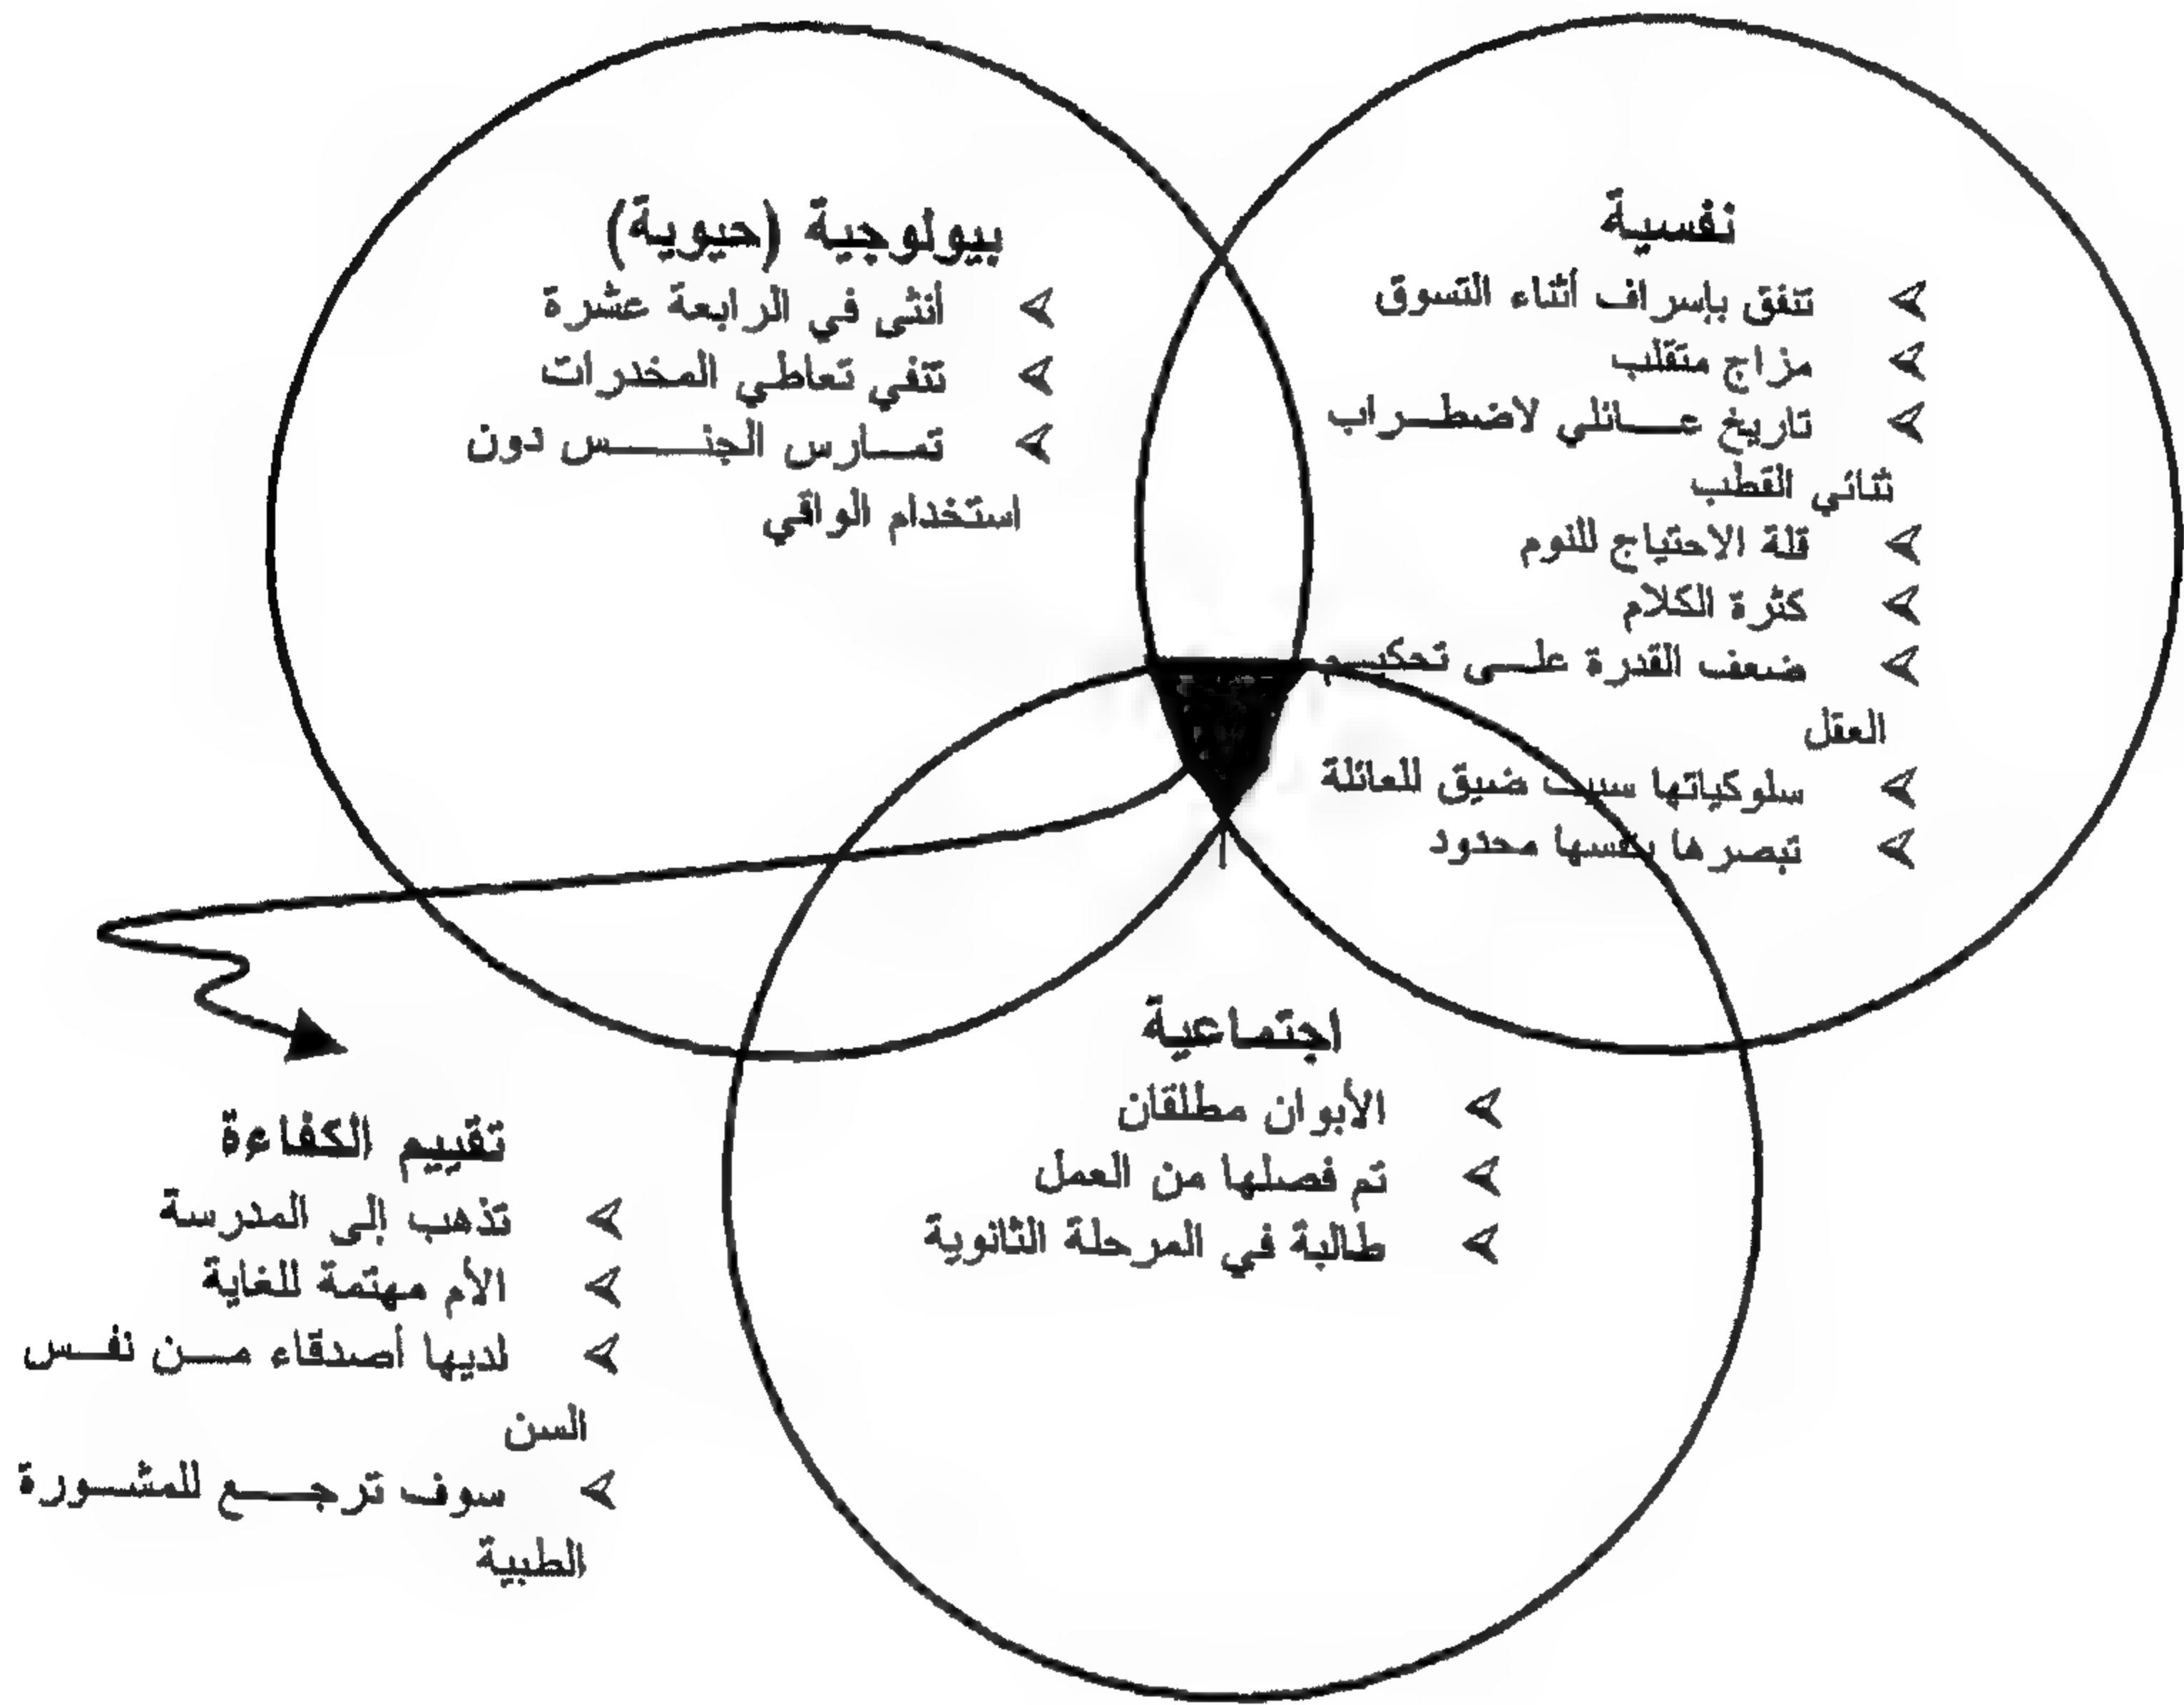 نفسية
تنفق بإسراف أثناء التسوق
مزاج متقلب
تاريخ عائلي لاضطراب
ثنائي القطب
قلة الاحتياج للنوم
كثرة الكلام
ضعف القدرة على تحكيم
العقل
سلوكياتها سببت ضيق للعائلة
تبصرها بنفسها محدود
بيولوجية (حيوية)
أنثى في الرابعة عشرة
تنفي تعاطي المخدرات
تمارس الجنس دون
استخدام الواقي
اجتماعية
الأبوان مطلقان
تم فصلها من العمل
طالبة في المرحلة الثانوية
تقييم الكفاءة
تذهب إلى المدرسة
الأم مهتمة للغاية
لديها أصدقاء من نفس
السن
سوف ترجع للمشورة
الطبية